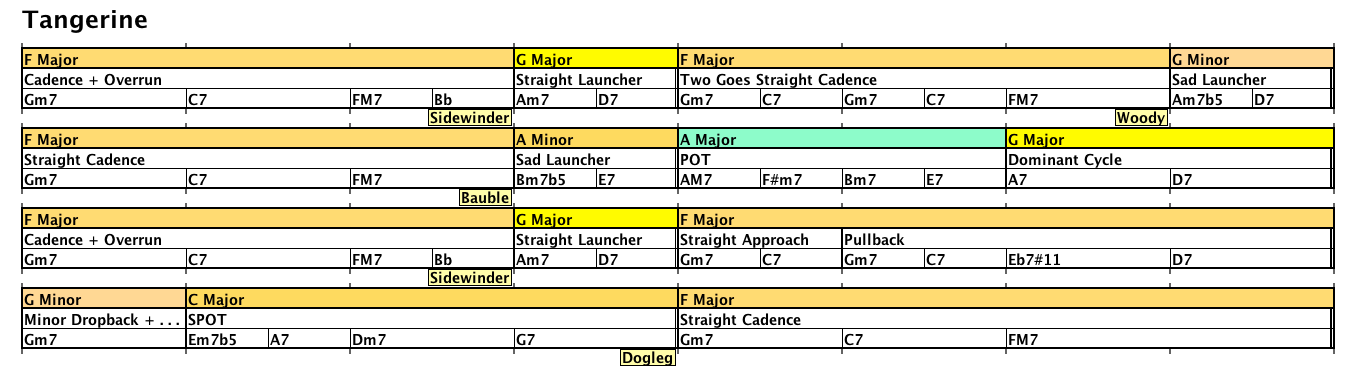 Tangerine
F Major G Major F Major G Minor
Cadence + Overrun Straight Launcher Two Goes Straight Cadence Sad Launcher
Gm7 C7 FM7 Bb Am7 D7 Gm7 C7 Gm7 C7 FM7 Am7b5 D7
Sidewinder Woody
F Major A Minor A Major G Major
Straight Cadence Sad Launcher POT Dominant Cycle
Gm7 C7 FM7 Bm7b5 E7 AM7 F#m7 Bm7 E7 A7 D7
Bauble
F Major G Major F Major
Cadence + Overrun Straight Launcher Straight Approach Pullback
Gm7 C7 FM7 Bb Am7 D7 Gm7 C7 Gm7 C7 Eb7#11 D7
Sidewinder
G Minor C Major F Major
Minor Dropback + ... SPOT Straight Cadence
Gm7 Em7b5 A7 Dm7 G7 Gm7 C7 FM7
Dogleg